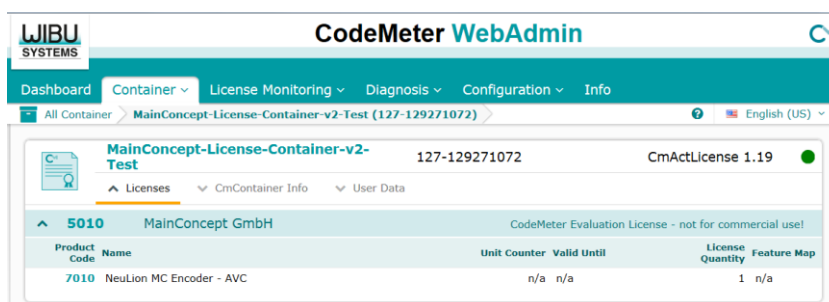 WIBU
SYSTEMS
CodeMeter WebAdmin
Dashboard Container License Monitoring Diagnosis Configuration Info
All Container MainConcept-License-Container-v2-Test (127-129271072) English (US)
MainConcept-License-Container-v2-
Test
127-129271072 CmActLicense 1.19
Licenses CmContainer Info User Data
5010 MainConcept GmbH CodeMeter Evaluation License - not for commercial use!
Product
Code
Name Unit Counter Valid Until
License
Quantity
Feature Map
7010 NeuLion MC Encoder - AVC n/a n/a 1 n/a